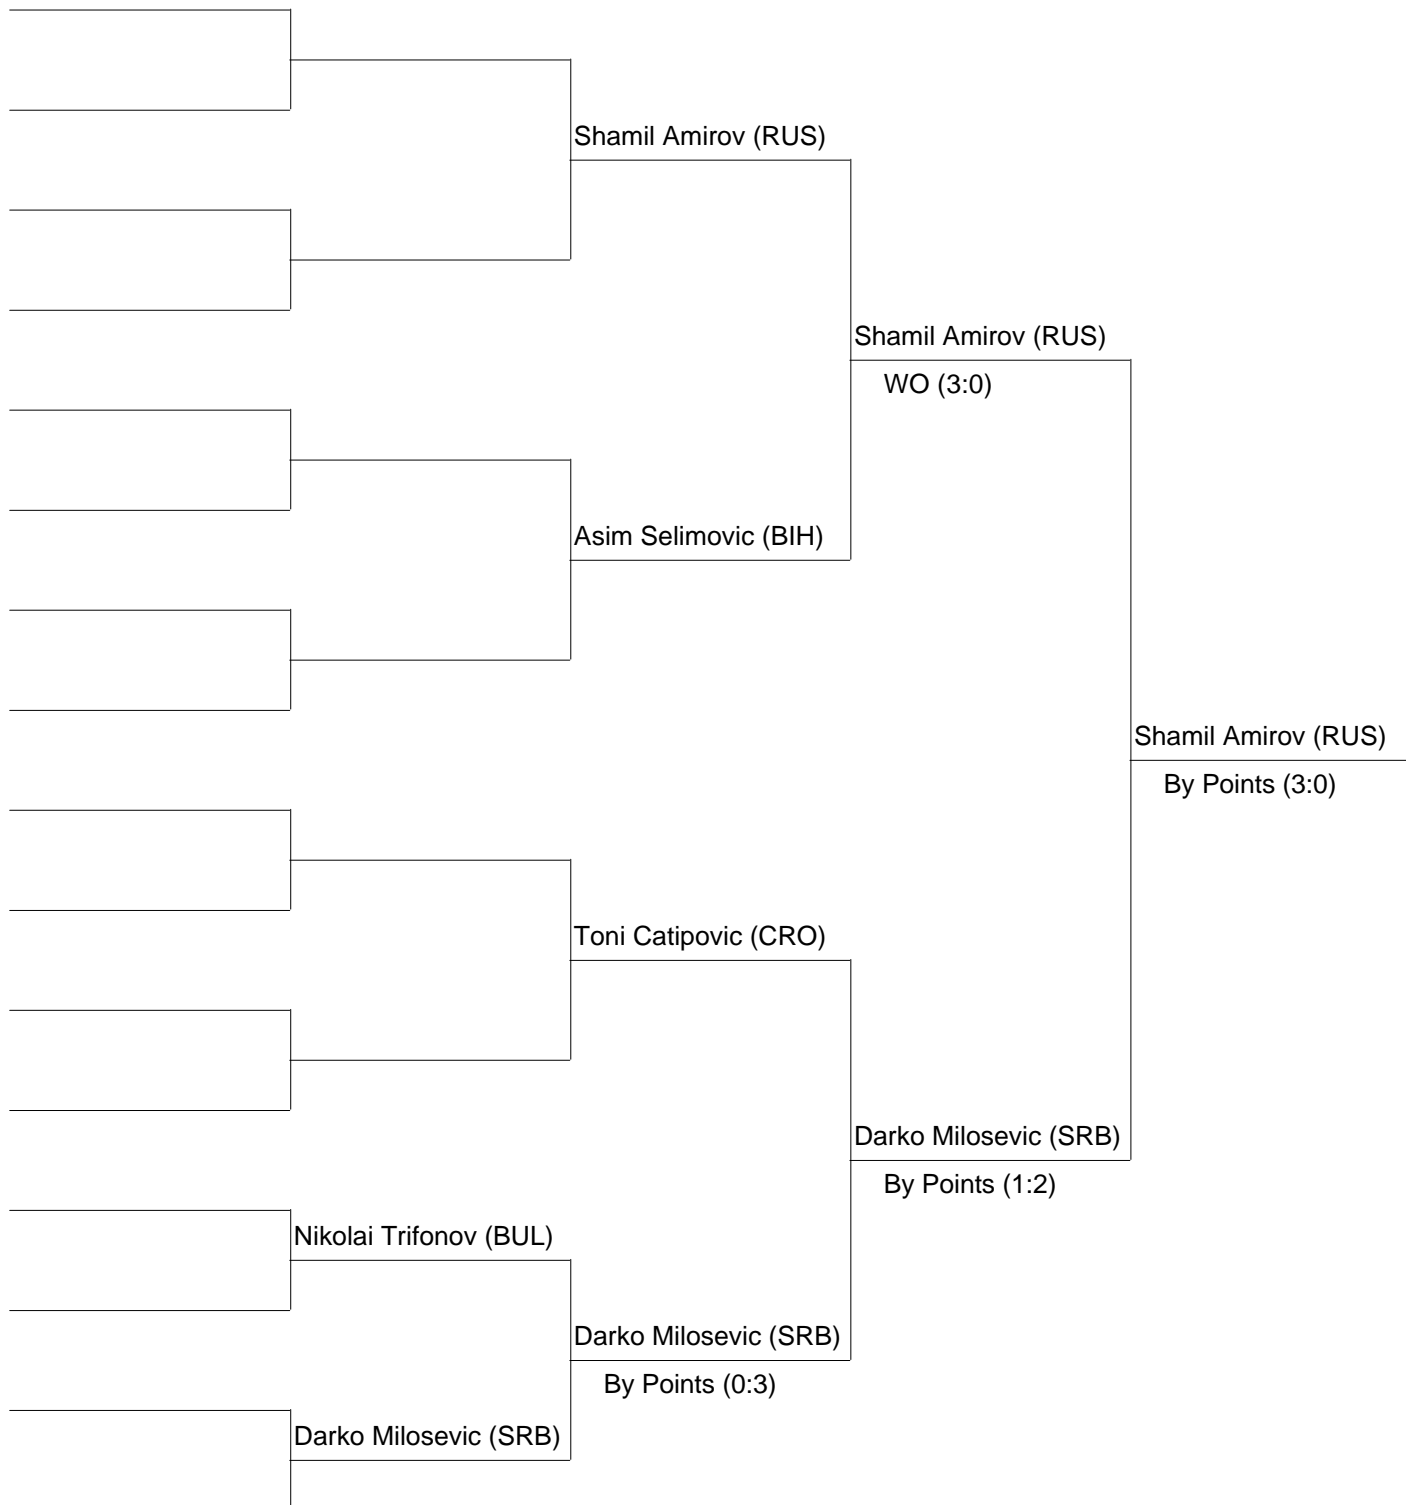 Shamil Amirov (RUS)
Shamil Amirov (RUS)
WO (3:0)
Asim Selimovic (BIH)
Shamil Amirov (RUS)
By Points (3:0)
Toni Catipovic (CRO)
Darko Milosevic (SRB)
By Points (1:2)
Nikolai Trifonov (BUL)
Darko Milosevic (SRB)
By Points (0:3)
Darko Milosevic (SRB)